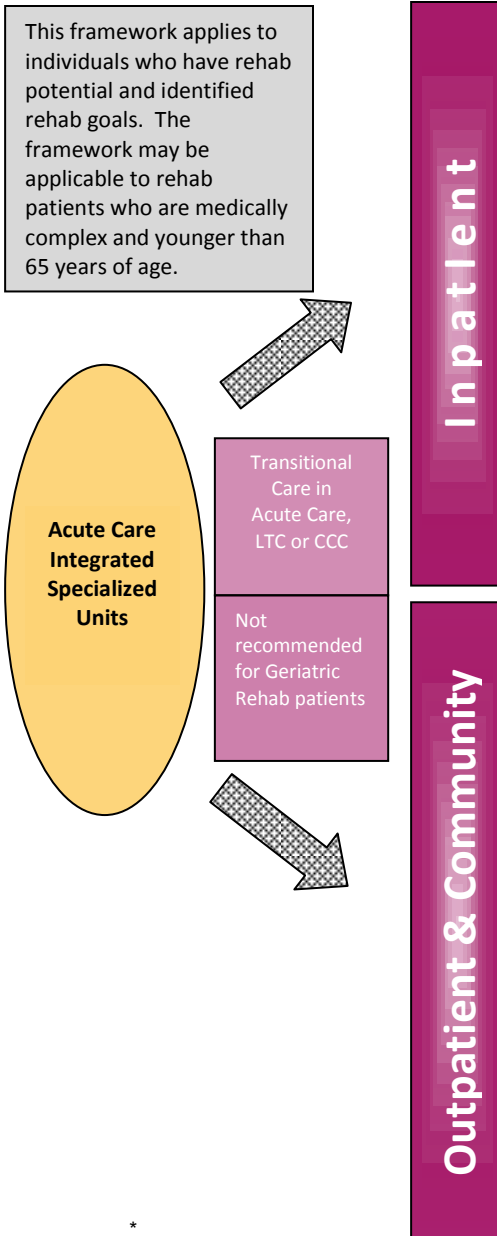 This framework applies to
individuals who have rehab
potential and identified
rehab goals.  The
framework may be
applicable to rehab
patients who are medically
complex and younger than
65 years of age.
Inpatient
Transitional
Care in
Acute Care,
LTC or CCC
Acute Care
Integrated
Specialized
Units
Not
recommended
for Geriatric
Rehab patients
Outpatient & Community
*